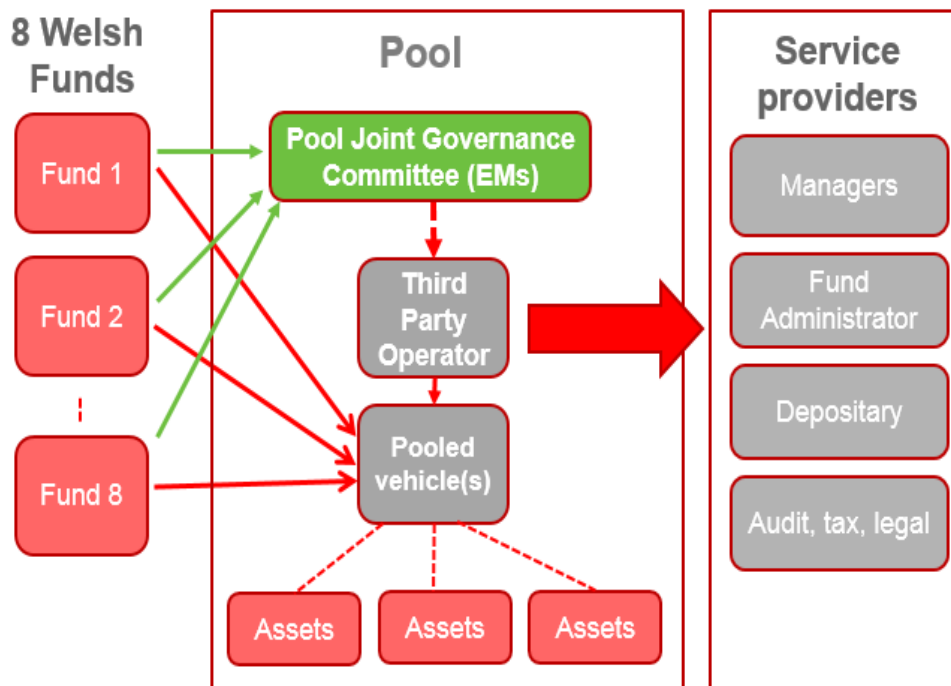 8 Welsh
Funds
Fund 1
Fund 2
Fund 8
Pool
Pool Joint Governance
Committee (EMs)
Third
Party
Operator
Pooled
vehicle(s)
Assets
Assets
Assets
Service
providers
Managers
Fund
Administrator
Depositary
Audit, tax, legal